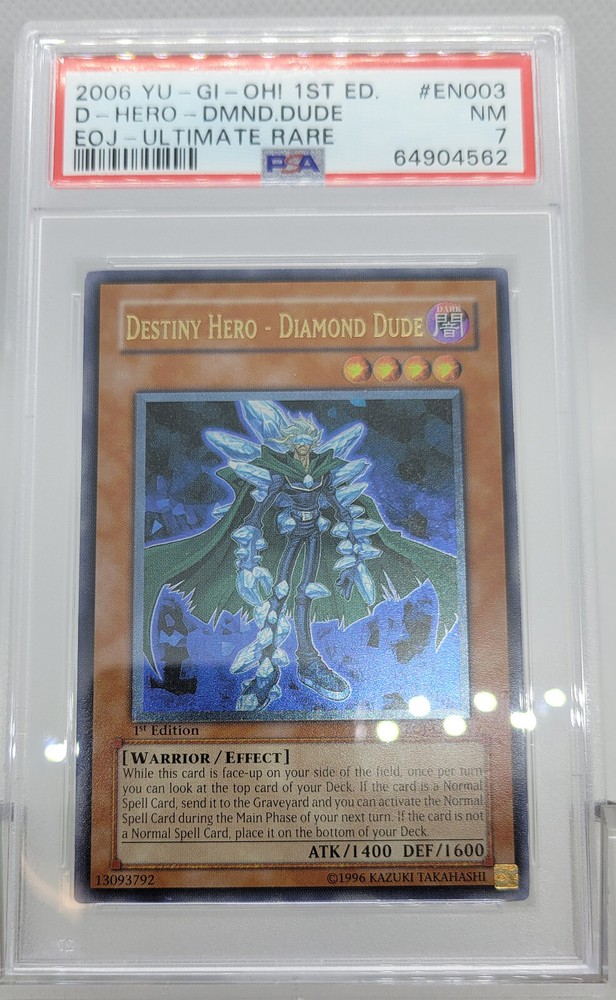 2006 YU-GI-OH! 1ST ED. #EN003
D-HERO-DMND.DUDE NM
EOJ-ULTIMATE RARE 7
PSA 64904562
DESTINY HERO - DIAMOND DUDE
DARK
闇
1st Edition
[WARRIOR/EFFECT]
While this card is face-up on your side of the field, once per turn
you can look at the top card of your Deck. If the card is a Normal
Spell Card, send it to the Graveyard and you can activate the Normal
Spell Card during the Main Phase of your next turn. If the card is not
a Normal Spell Card, place it on the bottom of your Deck.
ATK/1400 DEF/1600
13093792 ©1996 KAZUKI TAKAHASHI